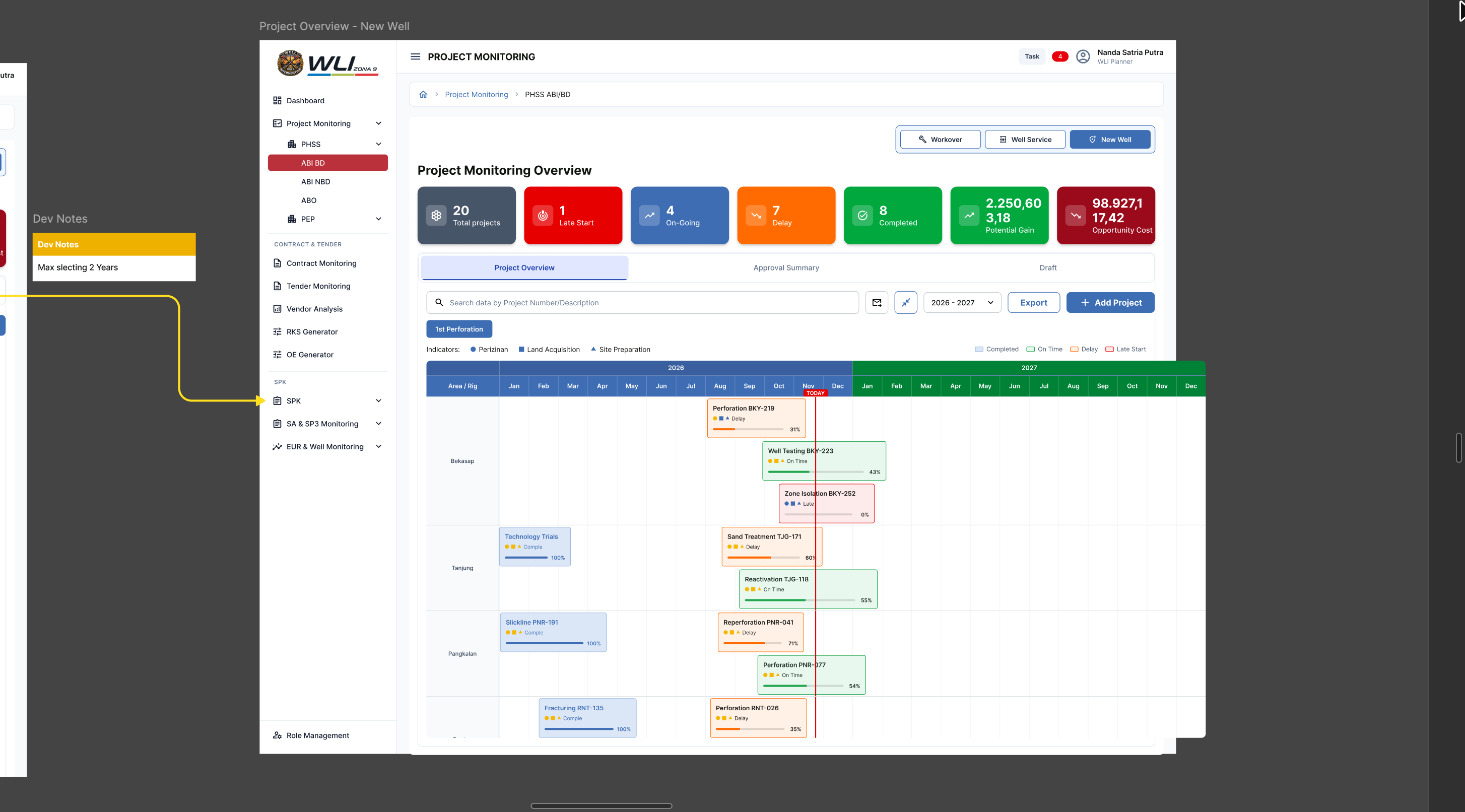 Project Overview - New Well
utra
Dev Notes
Dev Notes
Max slecting 2 Years
WLI ZONA 9
Dashboard
Project Monitoring
PHSS
ABI BD
ABI NBD
ABO
PEP
CONTRACT & TENDER
Contract Monitoring
Tender Monitoring
Vendor Analysis
RKS Generator
OE Generator
SPK
SPK
SA & SP3 Monitoring
EUR & Well Monitoring
Role Management
PROJECT MONITORING
Task
4
Nanda Satria Putra
WLI Planner
Project Monitoring > PHSS ABI/BD
Workover
Well Service
New Well
Project Monitoring Overview
20
Total projects
1
Late Start
4
On-Going
7
Delay
8
Completed
2.250,60
3,18
Potential Gain
98.927,1
17,42
Opportunity Cost
Project Overview
Approval Summary
Draft
Search data by Project Number/Description
2026 - 2027
Export
+ Add Project
1st Perforation
Indicators: Perizinan Land Acquisition Site Preparation
Completed On Time Delay Late Start
2026 2027
Area / Rig Jan Feb Mar Apr May Jun Jul Aug Sep Oct Nov Dec Jan Feb Mar Apr May Jun Jul Aug Sep Oct Nov Dec
TODAY
Bekasap
Perforation BKY-219
Delay
31%
Well Testing BKY-223
On Time
43%
Zone Isolation BKY-252
Late
0%
Tanjung
Technology Trials
Comple
100%
Sand Treatment TJG-171
Delay
60%
Reactivation TJG-118
On Time
55%
Pangkalan
Slickline PNR-191
Comple
100%
Reperforation PNR-041
Delay
71%
Perforation PNR-077
On Time
54%
Fracturing RNT-135
Comple
100%
Perforation RNT-026
Delay
35%